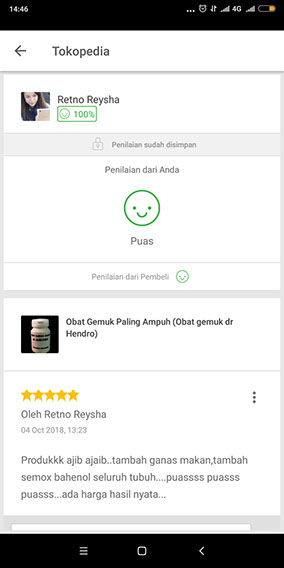 14:46
4G
Tokopedia
Retno Reysha
100%
Penilaian sudah disimpan
Penilaian dari Anda
Puas
Penilaian dari Pembeli
Obat Gemuk Paling Ampuh (Obat gemuk dr
Hendro)
Oleh Retno Reysha
04 Oct 2018, 13:23
Produkkk ajib ajaib..tambah ganas makan,tambah
semox bahenol seluruh tubuh....puassss puasss
puasss...ada harga hasil nyata...